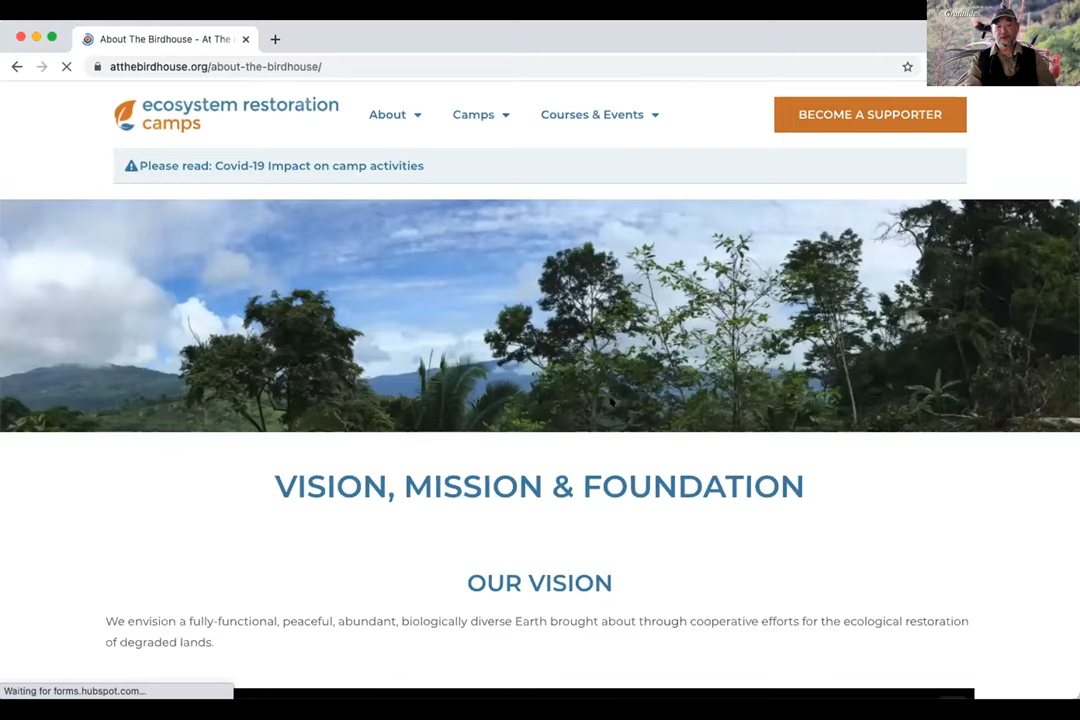 About The Birdhouse - At The
Gratitude
atthebirdhouse.org/about-the-birdhouse/
ecosystem restoration
camps
About
Camps
Courses & Events
BECOME A SUPPORTER
Please read: Covid-19 Impact on camp activities
VISION, MISSION & FOUNDATION
OUR VISION
We envision a fully-functional, peaceful, abundant, biologically diverse Earth brought about through cooperative efforts for the ecological restoration
of degraded lands.
Waiting for forms.hubspot.com...